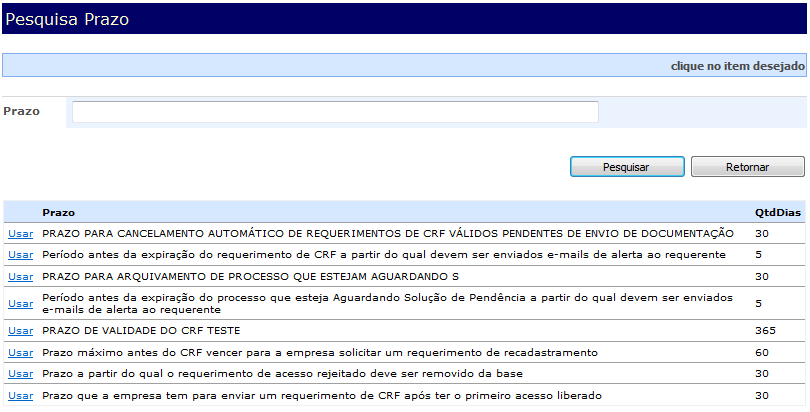 Pesquisa Prazo
clique no item desejado
Prazo
Pesquisar Retornar
Prazo QtdDias
Usar PRAZO PARA CANCELAMENTO AUTOMÁTICO DE REQUERIMENTOS DE CRF VÁLIDOS PENDENTES DE ENVIO DE DOCUMENTAÇÃO 30
Usar Período antes da expiração do requerimento de CRF a partir do qual devem ser enviados e-mails de alerta ao requerente 5
Usar PRAZO PARA ARQUIVAMENTO DE PROCESSO QUE ESTEJAM AGUARDANDO S 30
Usar Período antes da expiração do processo que esteja Aguardando Solução de Pendência a partir do qual devem ser enviados 5
e-mails de alerta ao requerente
Usar PRAZO DE VALIDADE DO CRF TESTE 365
Usar Prazo máximo antes do CRF vencer para a empresa solicitar um requerimento de recadastramento 60
Usar Prazo a partir do qual o requerimento de acesso rejeitado deve ser removido da base 30
Usar Prazo que a empresa tem para enviar um requerimento de CRF após ter o primeiro acesso liberado 30